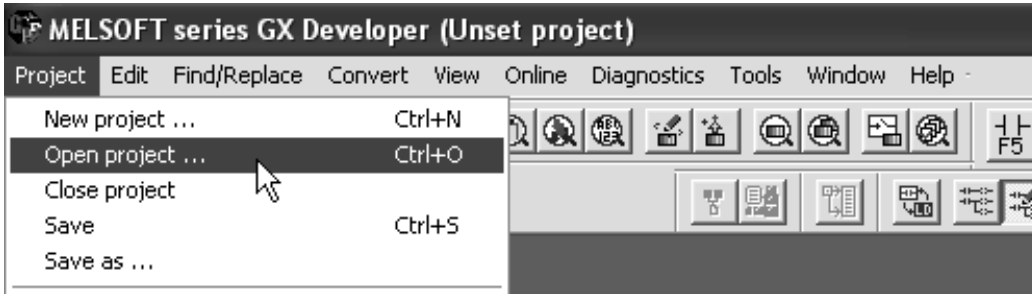 MELSOFT series GX Developer (Unset project)
Project Edit Find/Replace Convert View Online Diagnostics Tools Window Help
New project ... Ctrl+N
Open project ... Ctrl+O
Close project
Save Ctrl+S
Save as ...
F5